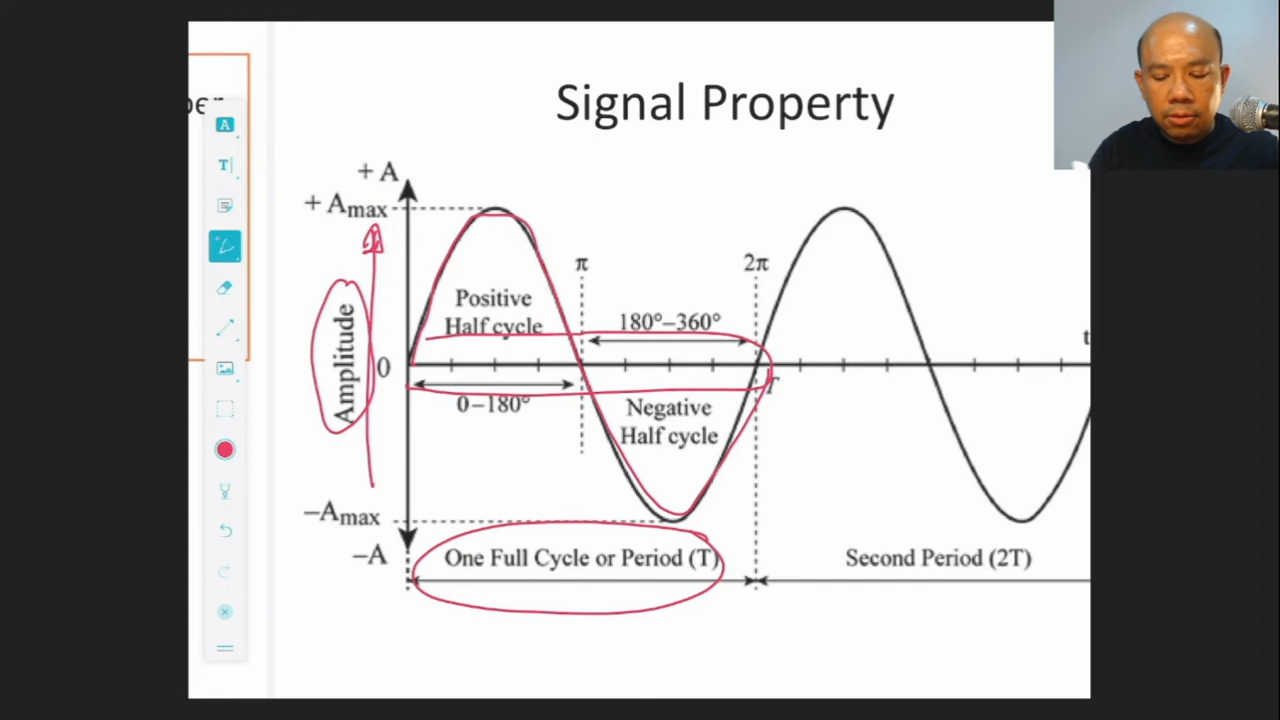 Signal Property
+ A
+ Amax
π
2π
Positive
Half cycle
180°–360°
Amplitude
0
t
T
0–180°
Negative
Half cycle
–Amax
–A
One Full Cycle or Period (T)
Second Period (2T)
A
T